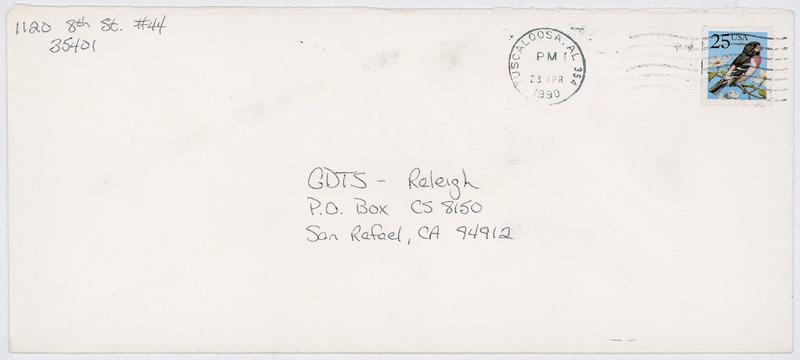 1120 8th St. #44
35401
TUSCALOOSA, AL 354
PM
23 APR
1990
25 USA
GDTS - Raleigh
P.O. Box CS 8150
San Rafael, CA 94912